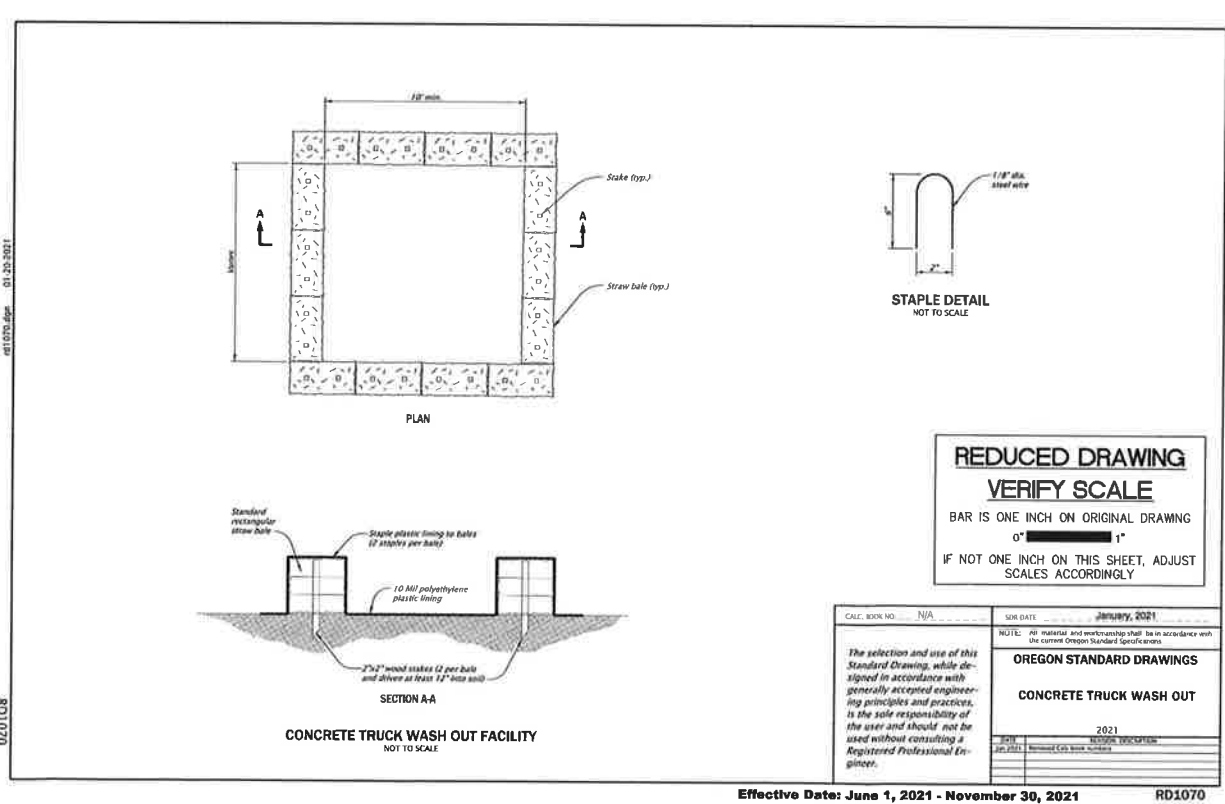 10' min.
Stake (typ.)
A
A
Varies
Straw bale (typ.)
PLAN
1/8" dia.
steel wire
6"
2"
STAPLE DETAIL
NOT TO SCALE
rd1070.dgn 01-20-2021
REDUCED DRAWING
VERIFY SCALE
BAR IS ONE INCH ON ORIGINAL DRAWING
0" 1"
IF NOT ONE INCH ON THIS SHEET, ADJUST
SCALES ACCORDINGLY
Standard
rectangular
straw bale
Staple plastic lining to bales
(2 staples per bale)
10 Mil polyethylene
plastic lining
2"x2" wood stakes (2 per bale
and driven at least 12" into soil)
SECTION A-A
CONCRETE TRUCK WASH OUT FACILITY
NOT TO SCALE
CALC. BOOK NO. N/A
SDR DATE January, 2021
NOTE: All material and workmanship shall be in accordance with
the current Oregon Standard Specifications
The selection and use of this
Standard Drawing, while de-
signed in accordance with
generally accepted engineer-
ing principles and practices,
is the sole responsibility of
the user and should not be
used without consulting a
Registered Professional En-
gineer.
OREGON STANDARD DRAWINGS
CONCRETE TRUCK WASH OUT
2021
DATE REVISION DESCRIPTION
Jan 2021 Removed Calc book numbers
Effective Date: June 1, 2021 - November 30, 2021
RD1070